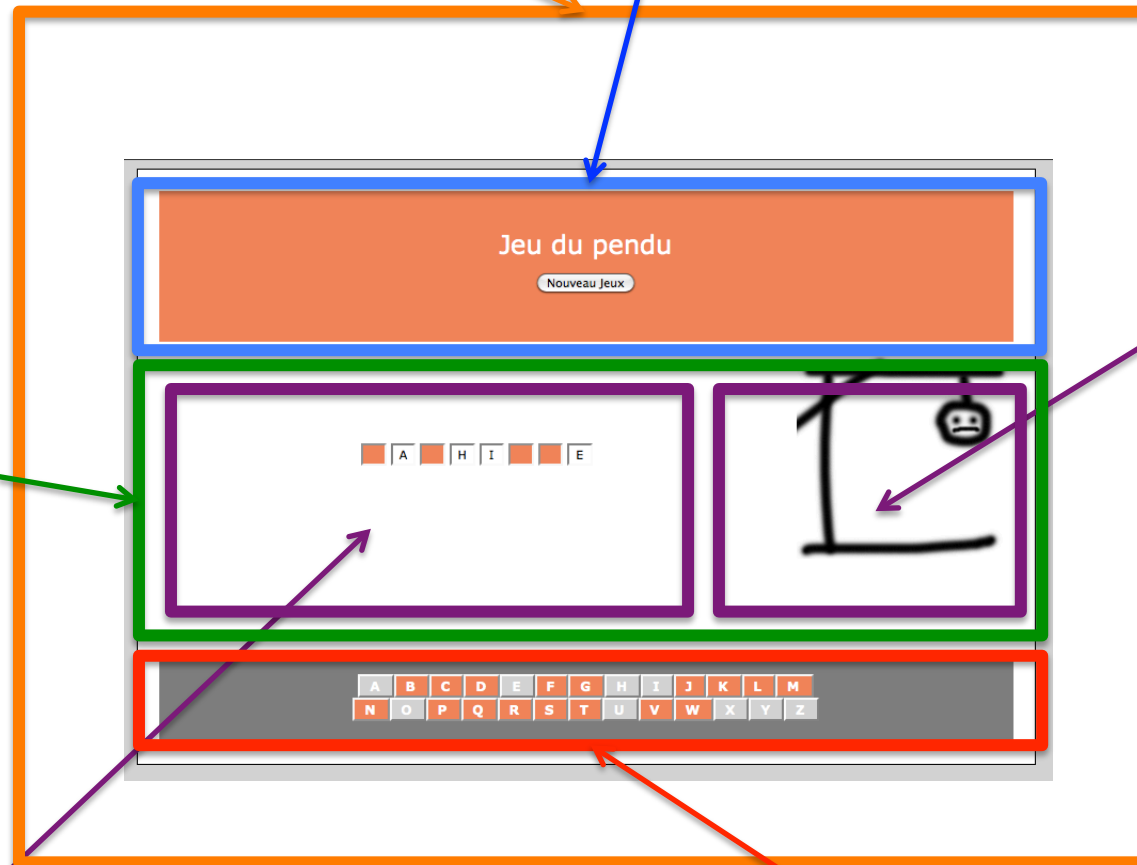 Jeu du pendu
Nouveau Jeux
A H I E
A B C D E F G H I J K L M
N O P Q R S T U V W X Y Z